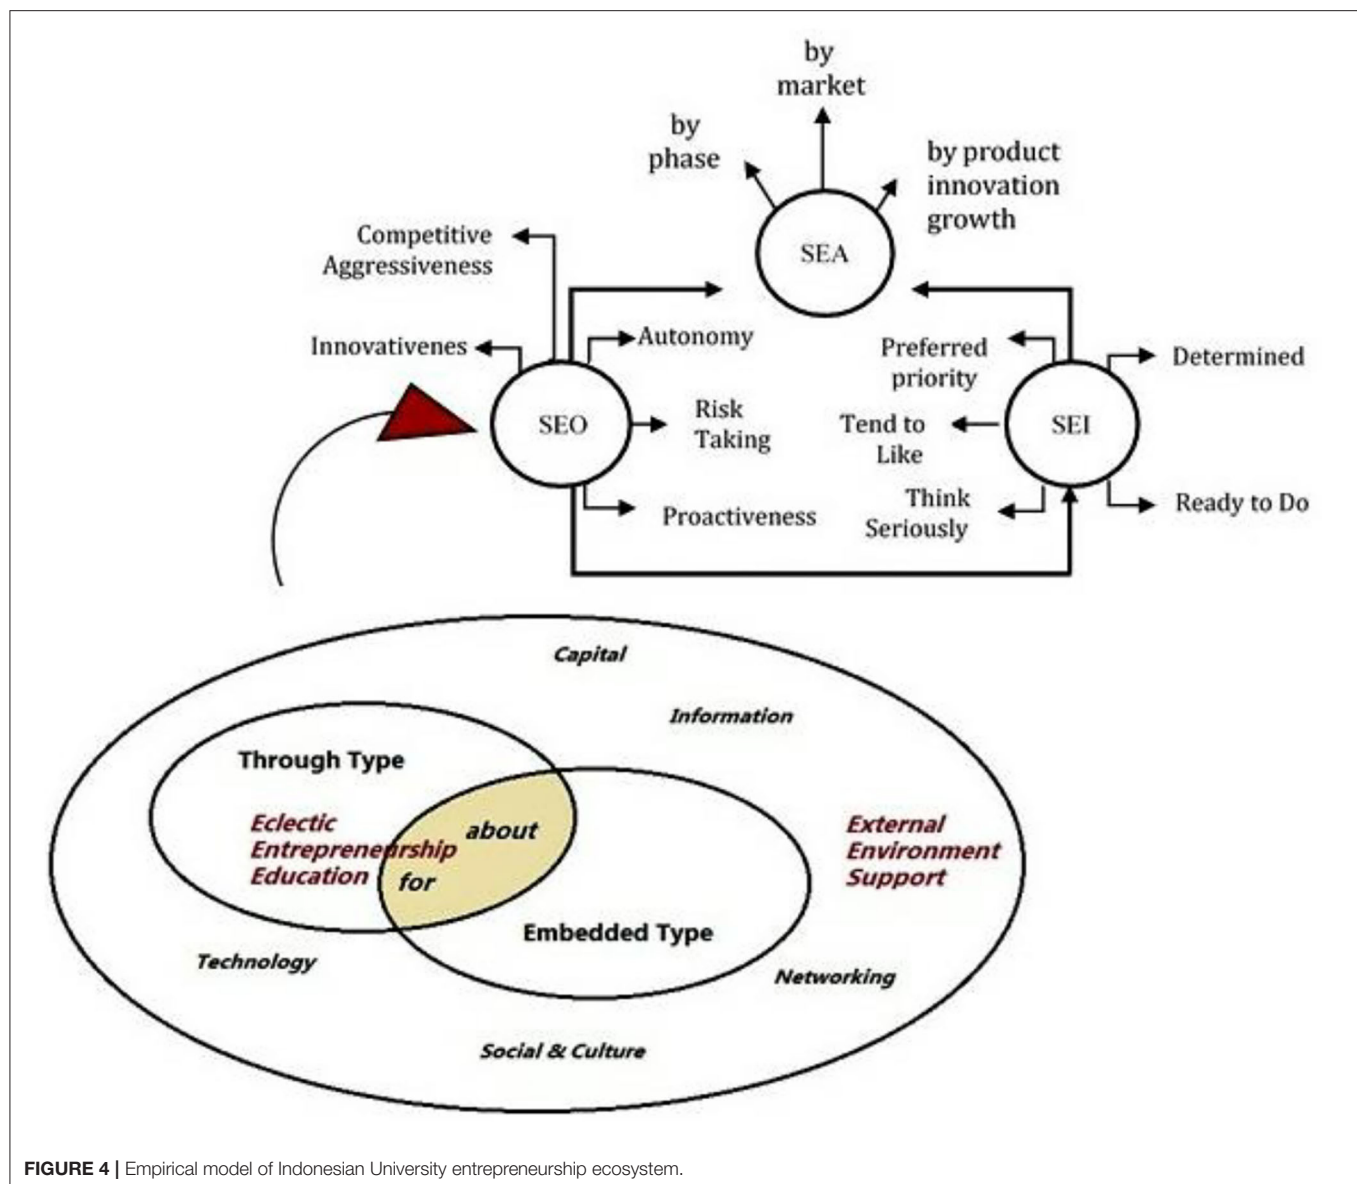 by
market
by
phase
by product
innovation
growth
SEA
Competitive
Aggressiveness
Innovativenes
Autonomy
Preferred
priority
Determined
SEO
Risk
Taking
Tend to
Like
SEI
Think
Seriously
Ready to Do
Proactiveness
Capital
Information
Through Type
Eclectic
Entrepreneurship
Education
about
for
External
Environment
Support
Embedded Type
Technology
Networking
Social & Culture
FIGURE 4 | Empirical model of Indonesian University entrepreneurship ecosystem.